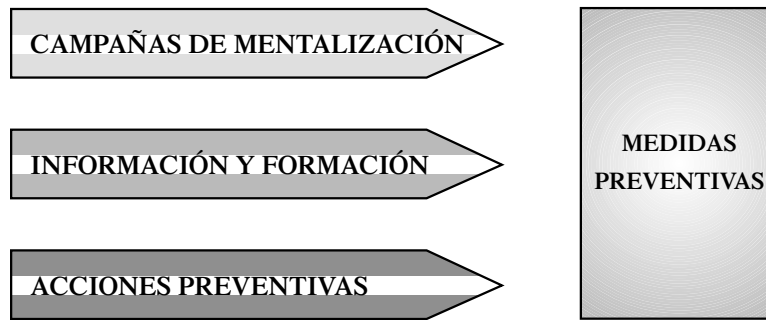 CAMPAÑAS DE MENTALIZACIÓN
INFORMACIÓN Y FORMACIÓN
ACCIONES PREVENTIVAS
MEDIDAS
PREVENTIVAS